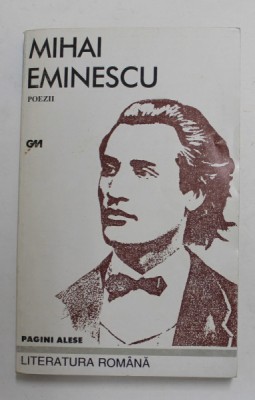 MIHAI
EMINESCU
POEZII
GM
PAGINI ALESE
LITERATURA ROMÂNĂ